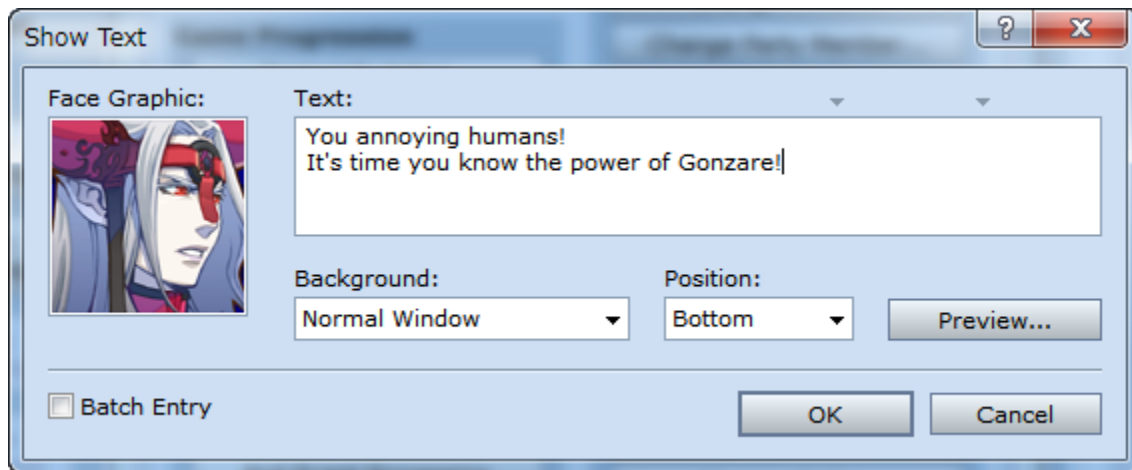 Show Text
Face Graphic:
Text:
You annoying humans!
It's time you know the power of Gonzare!
Background:
Position:
Normal Window
Bottom
Preview...
Batch Entry
OK
Cancel